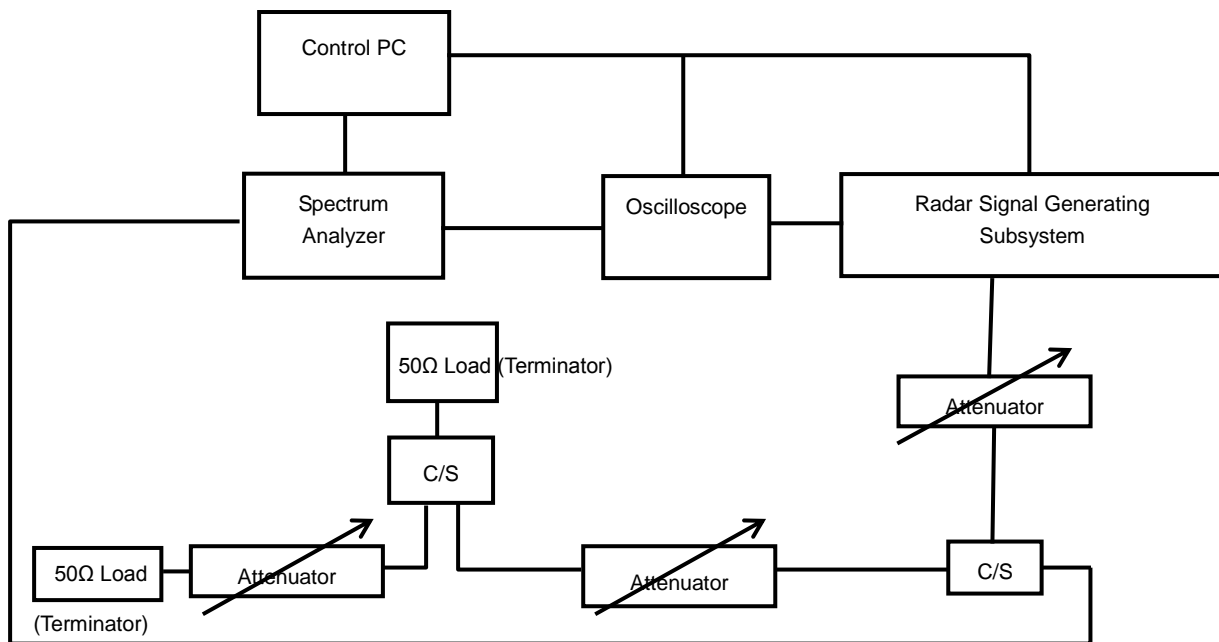 Control PC
Spectrum
Analyzer
Oscilloscope
Radar Signal Generating
Subsystem
50Ω Load (Terminator)
Attenuator
C/S
50Ω Load
(Terminator)
Attenuator
Attenuator
C/S